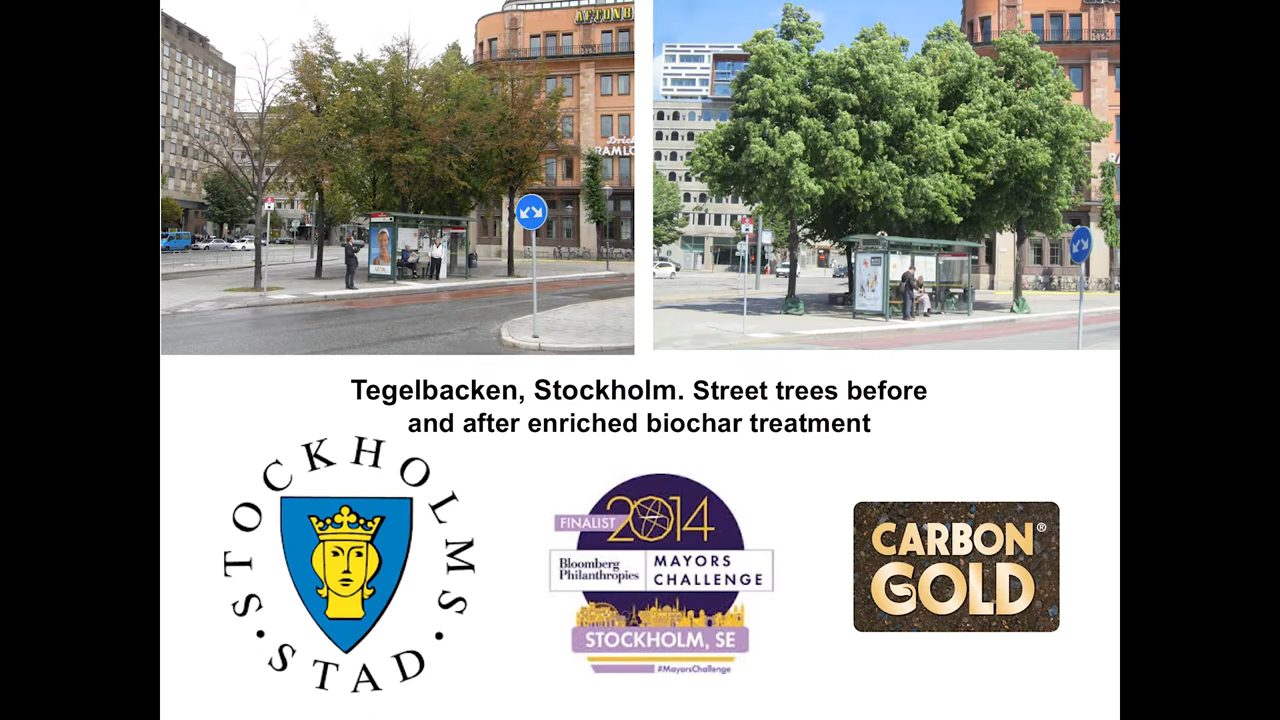 AFTONB
RAMLÖ
Tegelbacken, Stockholm. Street trees before
and after enriched biochar treatment
STOCKHOLMS
• STAD •
FINALIST 2014
Bloomberg
Philanthropies
MAYORS
CHALLENGE
STOCKHOLM, SE
#MayorsChallenge
CARBON®
GOLD